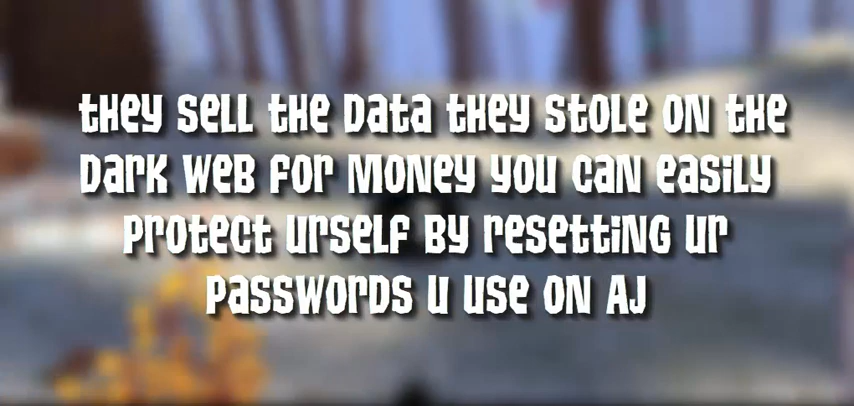 they sell the data they stole on the
dark web for money you can easily
protect urself by resetting ur
passwords u use on AJ